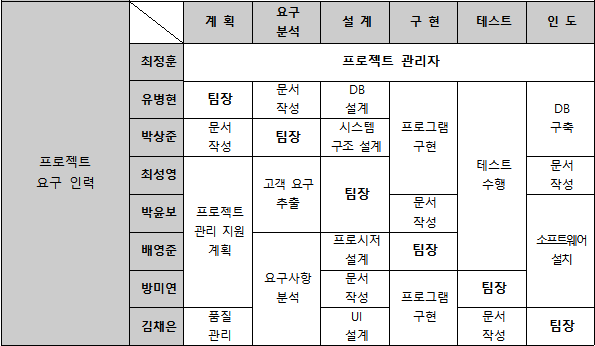 계 획 요구 분석 설 계 구 현 테스트 인 도
프로젝트
요구 인력
최정훈 프로젝트 관리자
유병현 팀장 문서 작성 DB 설계 프로그램 구현 테스트 수행 DB 구축
박상준 문서 작성 팀장 시스템 구조 설계
최성영 프로젝트 관리 지원 계획 고객 요구 추출 팀장 문서 작성
박윤보 문서 작성 소프트웨어 설치
배영준 요구사항 분석 프로시저 설계 팀장
방미연 문서 작성 프로그램 구현 팀장
김채은 품질 관리 UI 설계 문서 작성 팀장